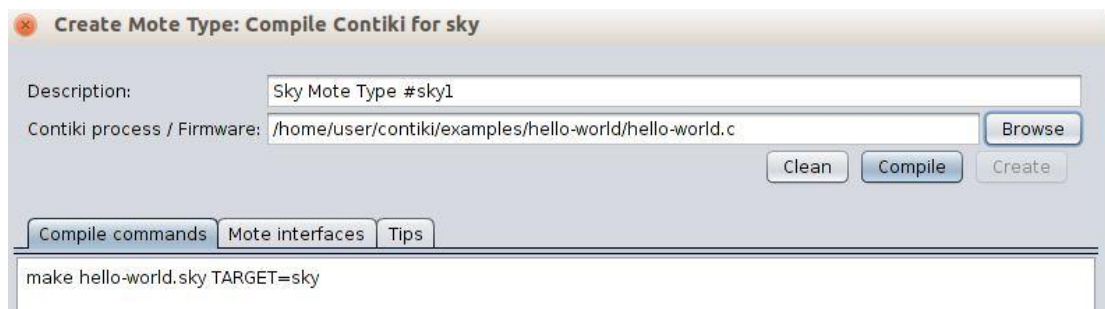 Create Mote Type: Compile Contiki for sky
Description: Sky Mote Type #sky1
Contiki process / Firmware: /home/user/contiki/examples/hello-world/hello-world.c Browse
Clean Compile Create
Compile commands Mote interfaces Tips
make hello-world.sky TARGET=sky